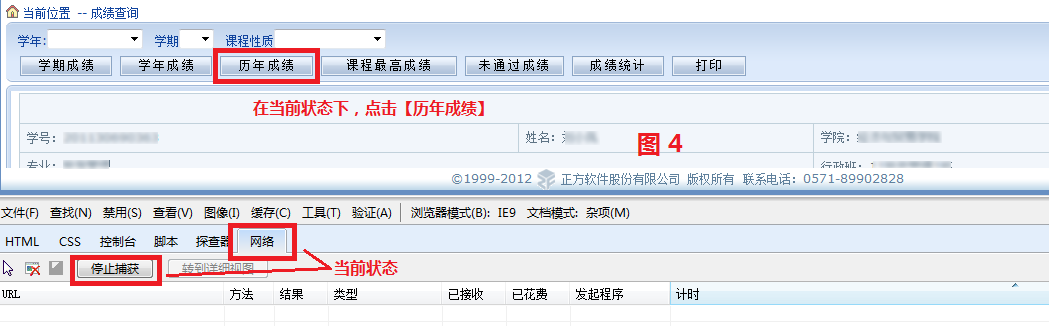 当前位置 -- 成绩查询
学年: 学期 课程性质
学期成绩 学年成绩 历年成绩 课程最高成绩 未通过成绩 成绩统计 打印
在当前状态下，点击【历年成绩】
学号: 姓名: 学院:
图 4
专业: 行政班:
©1999-2012 正方软件股份有限公司 版权所有 联系电话：0571-89902828
文件(F) 查找(N) 禁用(S) 查看(V) 图像(I) 缓存(C) 工具(T) 验证(A) 浏览器模式(B): IE9 文档模式: 杂项(M)
HTML CSS 控制台 脚本 探查器 网络
停止捕获 转到详细视图 当前状态
URL 方法 结果 类型 已接收 已花费 发起程序 计时